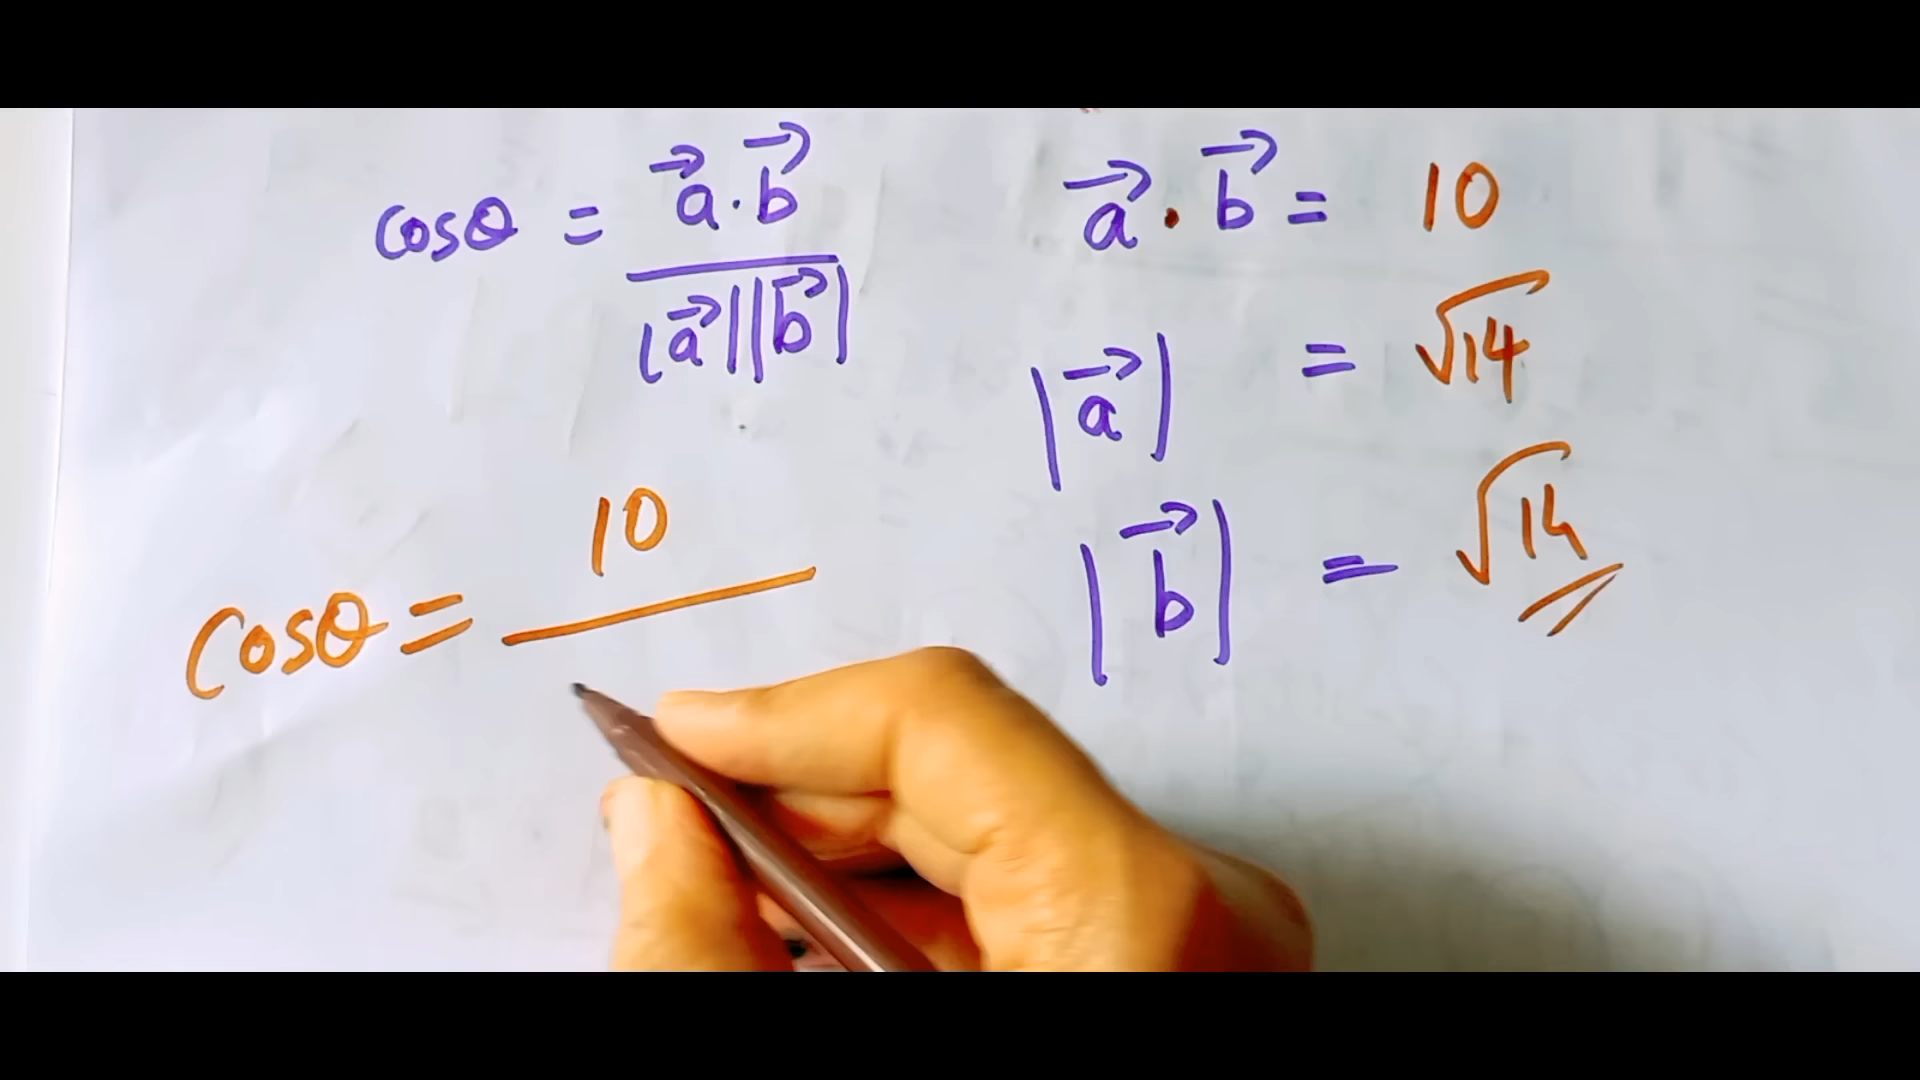 cosθ = a⃗·b⃗ / |a⃗||b⃗|
a⃗·b⃗ = 10
|a⃗| = √14
|b⃗| = √14
cosθ = 10